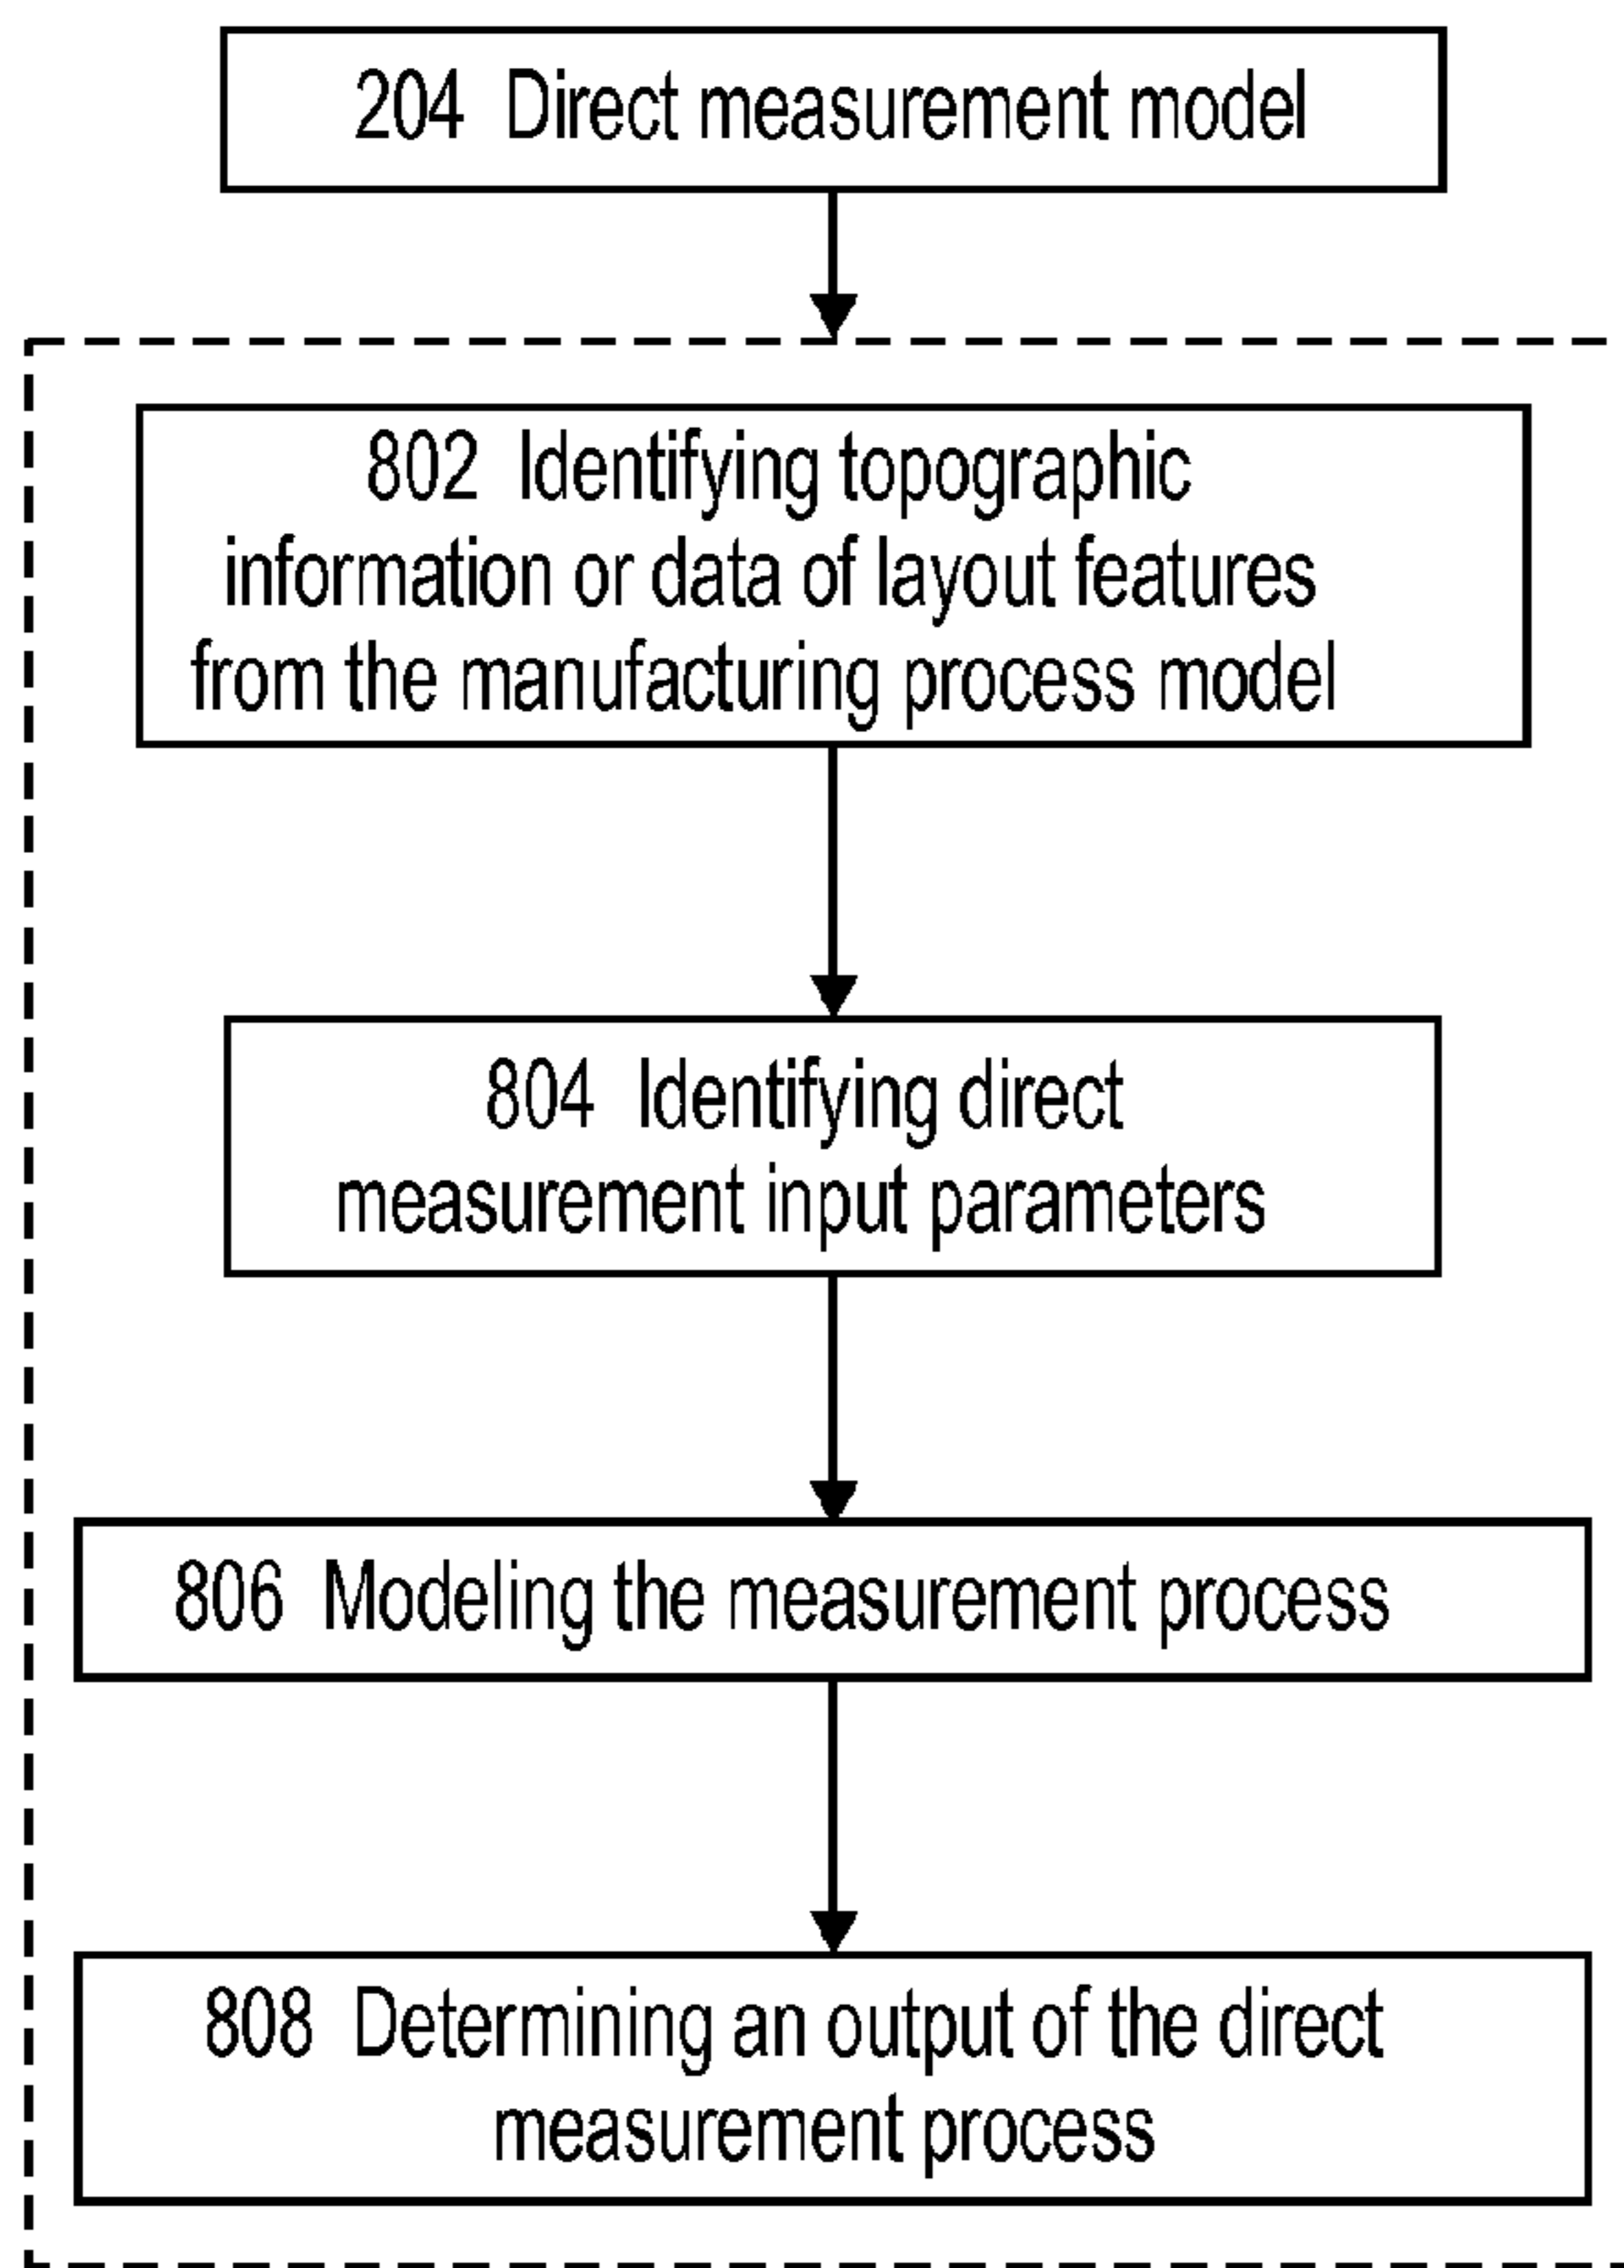 204 Direct measurement model
802 Identifying topographic
information or data of layout features
from the manufacturing process model
804 Identifying direct
measurement input parameters
806 Modeling the measurement process
808 Determining an output of the direct
measurement process